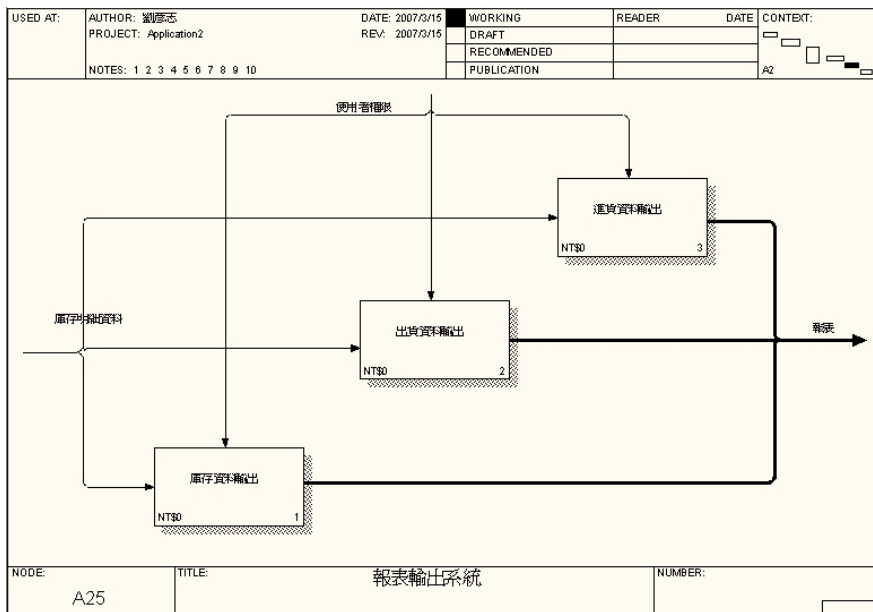 USED AT:
AUTHOR: 劉彥志
DATE: 2007/3/15
WORKING
READER
DATE
CONTEXT:
PROJECT: Application2
REV: 2007/3/15
DRAFT
RECOMMENDED
NOTES: 1 2 3 4 5 6 7 8 9 10
PUBLICATION
A2
使用者權限
進貨資料輸出
NT$0
3
庫存明細資料
出貨資料輸出
報表
NT$0
2
庫存資料輸出
NT$0
1
NODE:
TITLE:
報表輸出系統
NUMBER:
A25